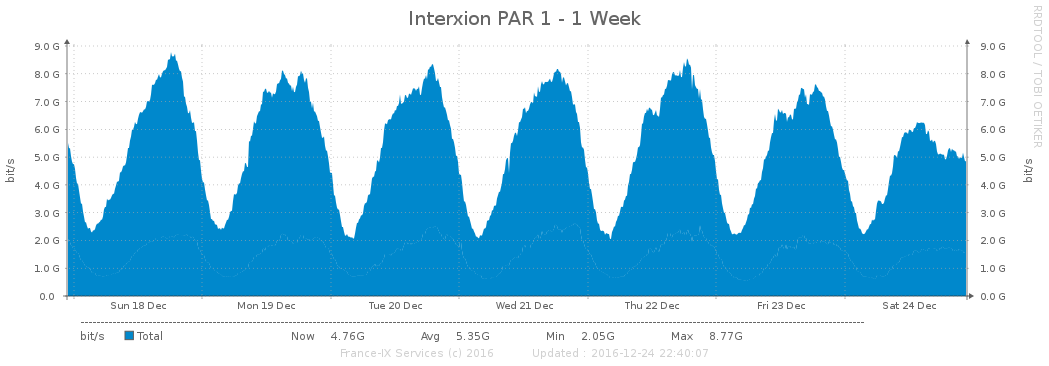 Interxion PAR 1 - 1 Week
RRDTOOL / TOBI OETIKER
9.0 G 9.0 G
8.0 G 8.0 G
7.0 G 7.0 G
6.0 G 6.0 G
5.0 G 5.0 G
4.0 G 4.0 G
3.0 G 3.0 G
2.0 G 2.0 G
1.0 G 1.0 G
0.0 0.0 G
bit/s bit/s
Sun 18 Dec Mon 19 Dec Tue 20 Dec Wed 21 Dec Thu 22 Dec Fri 23 Dec Sat 24 Dec
bit/s Total Now 4.76G Avg 5.35G Min 2.05G Max 8.77G
France-IX Services (c) 2016 Updated : 2016-12-24 22:40:07